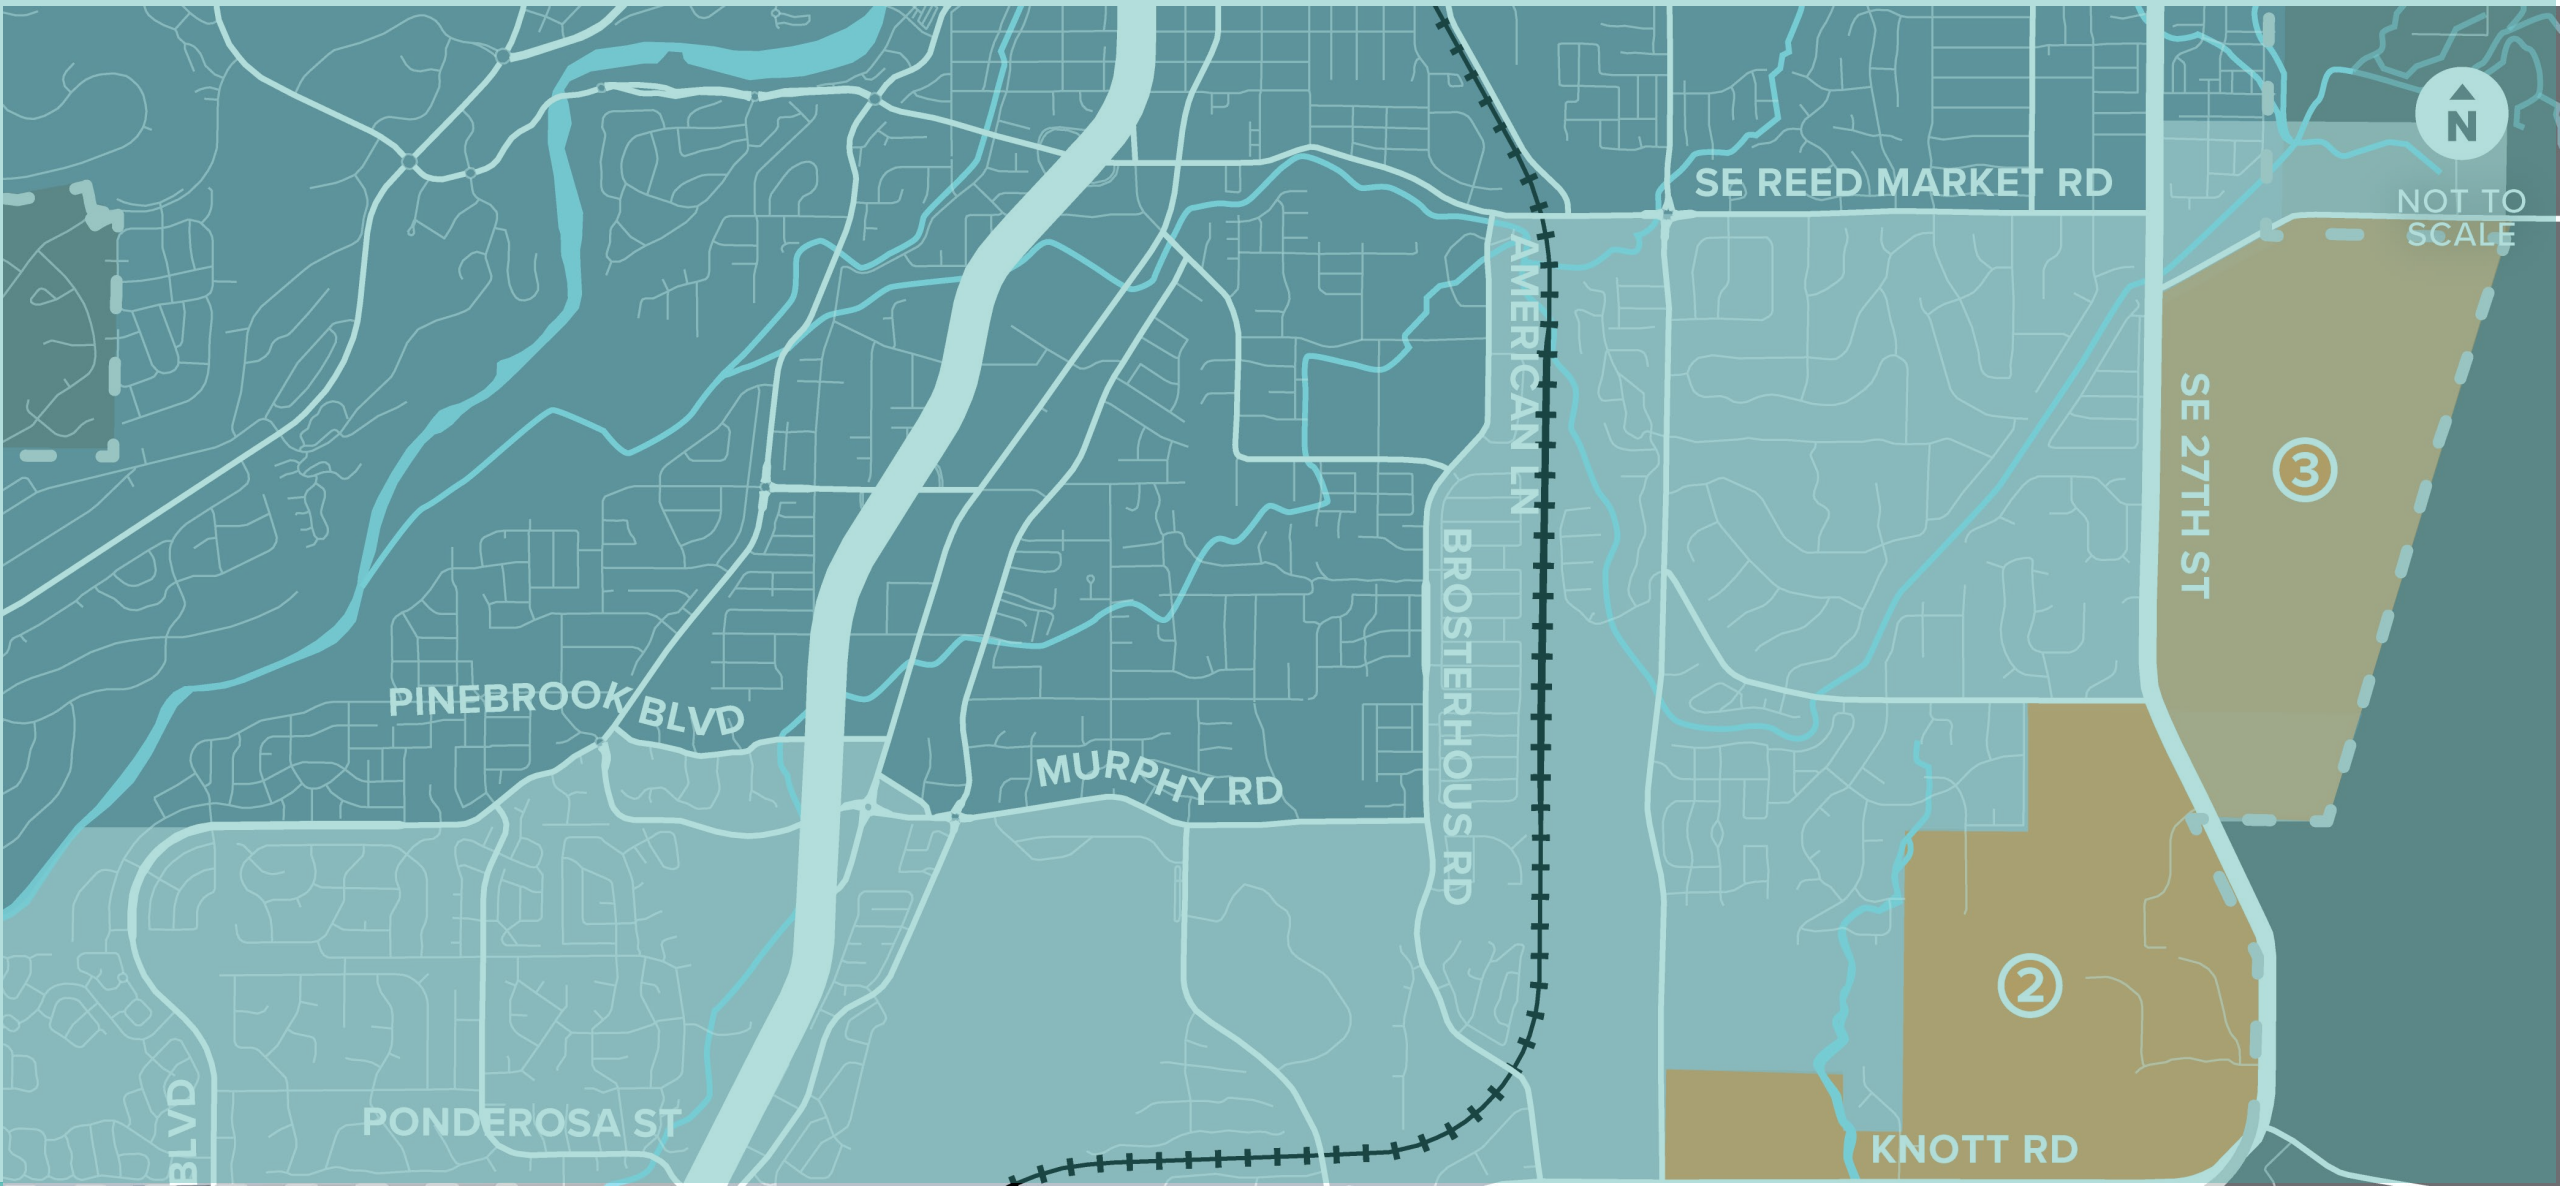 N
NOT TO
SCALE
SE REED MARKET RD
AMERICAN LN
SE 27TH ST
3
BROSTERHOUS RD
PINEBROOK BLVD
MURPHY RD
2
BLVD
PONDEROSA ST
KNOTT RD